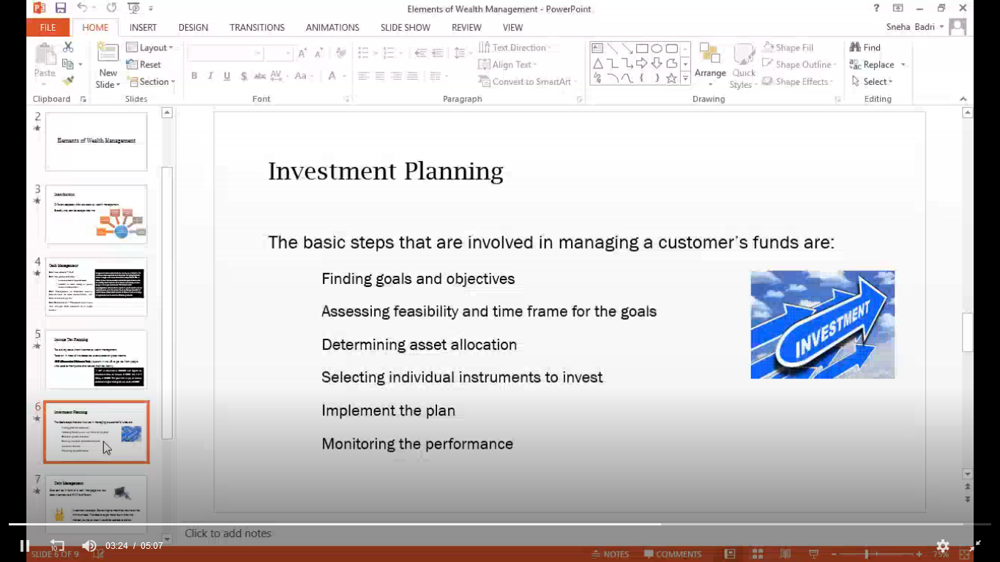 Elements of Wealth Management - PowerPoint
FILE HOME INSERT DESIGN TRANSITIONS ANIMATIONS SLIDE SHOW REVIEW VIEW
Sneha Badri
Paste
New Slide
Layout
Reset
Section
B I U S abc AV Aa A
Text Direction
Align Text
Convert to SmartArt
Arrange
Quick Styles
Shape Fill
Shape Outline
Shape Effects
Find
Replace
Select
Clipboard Slides Font Paragraph Drawing Editing
2
Elements of Wealth Management
3
Introduction
4
Cash Management
5
Income Tax Planning
6
Investment Planning
7
Debt Management
Investment Planning
The basic steps that are involved in managing a customer's funds are:
Finding goals and objectives
Assessing feasibility and time frame for the goals
Determining asset allocation
Selecting individual instruments to invest
Implement the plan
Monitoring the performance
INVESTMENT
Click to add notes
10
03:24 / 05:07
SLIDE 6 OF 9
NOTES
COMMENTS
75%